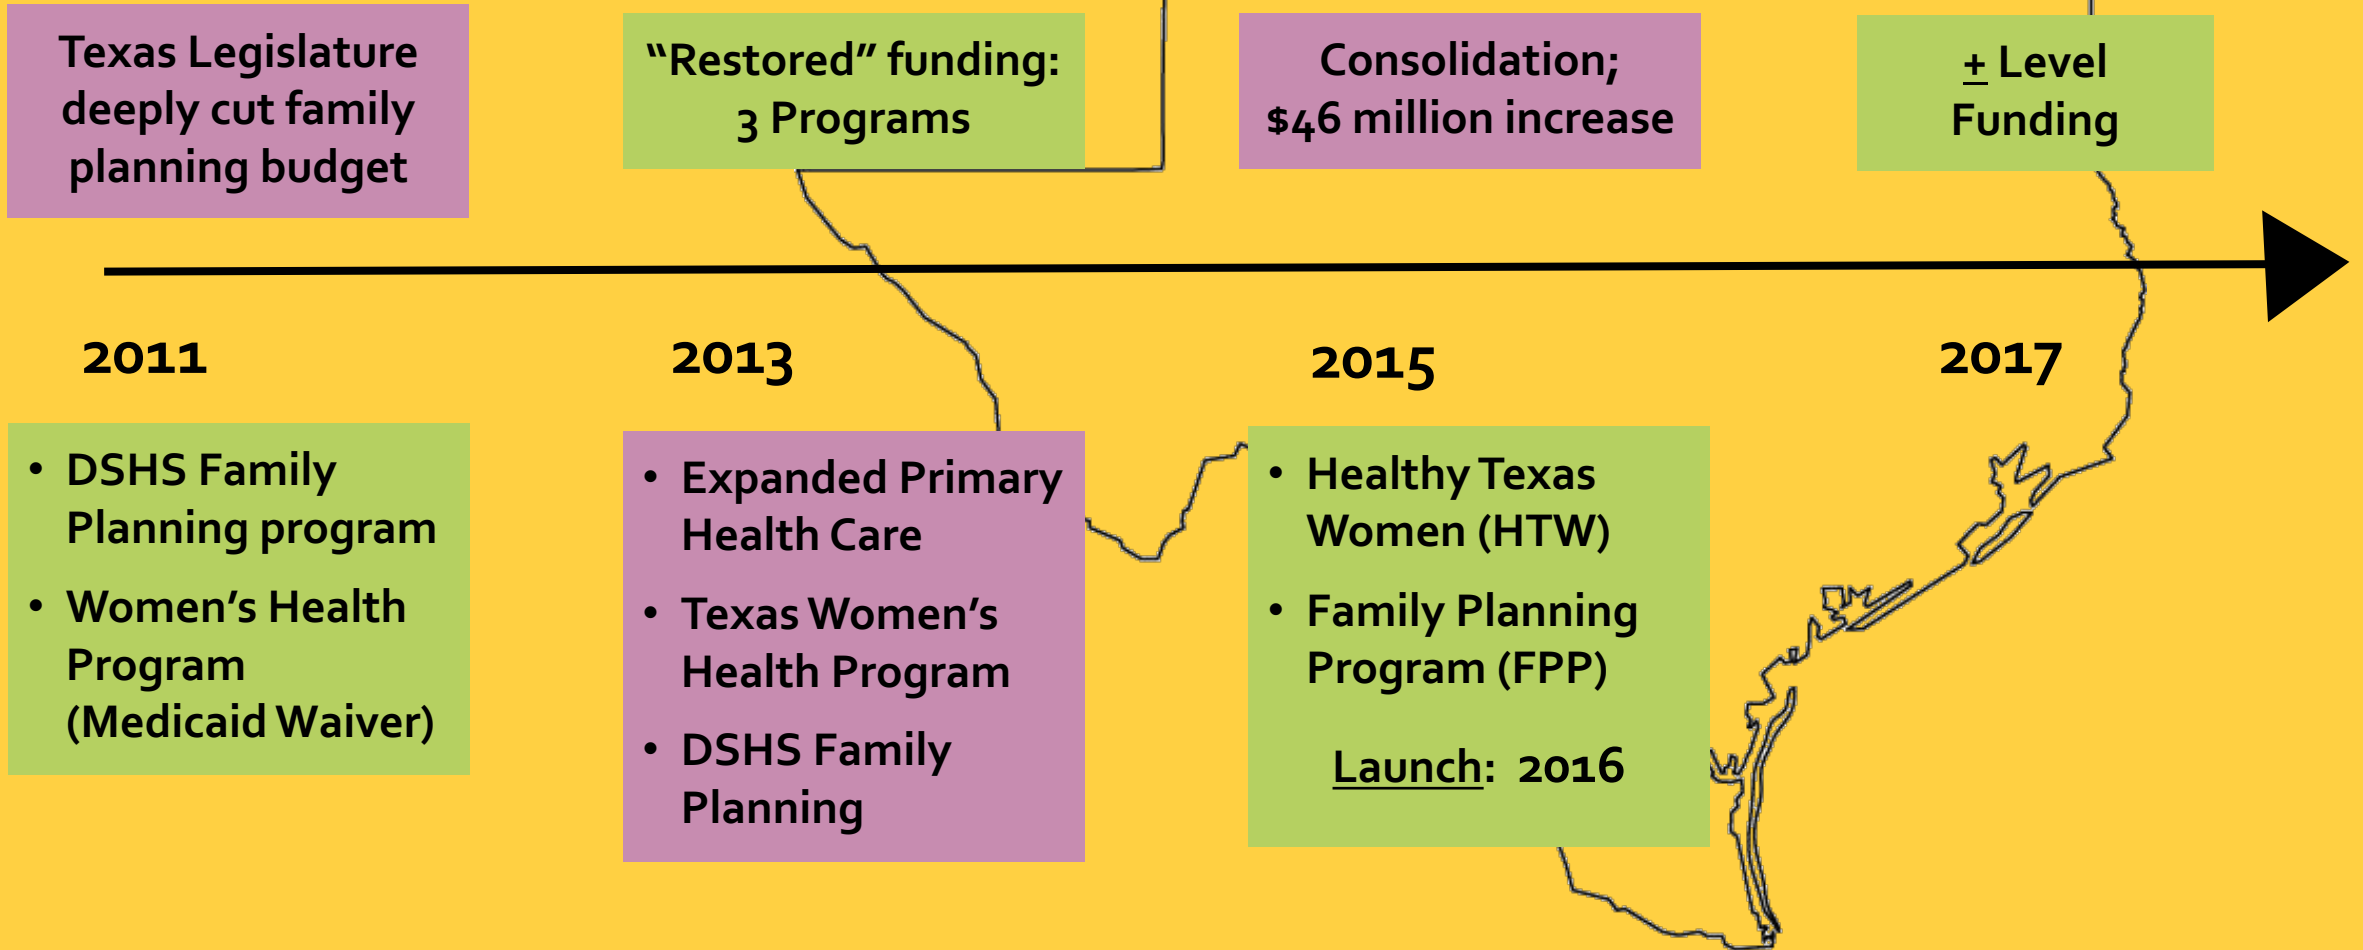 Texas Legislature
deeply cut family
planning budget
“Restored” funding:
3 Programs
Consolidation;
$46 million increase
+ Level
Funding
2011
2013
2015
2017
• DSHS Family
Planning program
• Women’s Health
Program
(Medicaid Waiver)
• Expanded Primary
Health Care
• Texas Women’s
Health Program
• DSHS Family
Planning
• Healthy Texas
Women (HTW)
• Family Planning
Program (FPP)
Launch: 2016